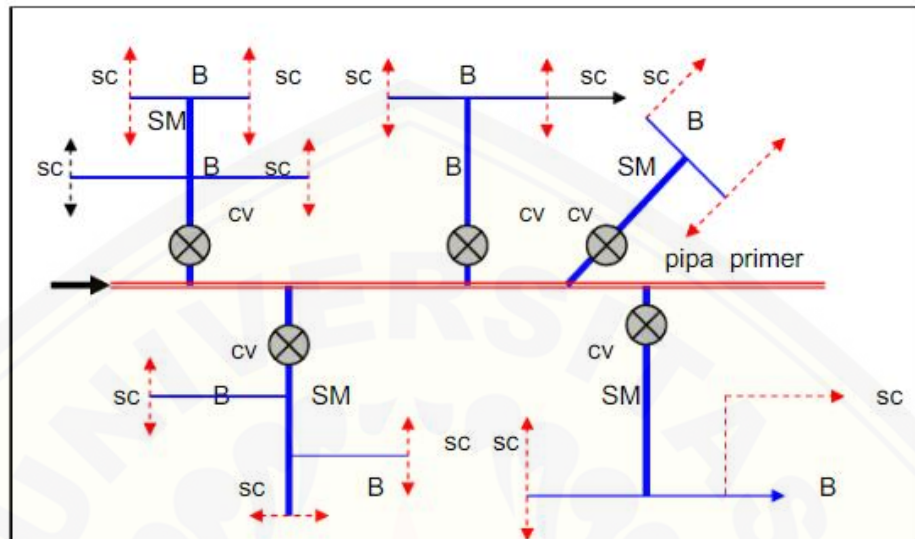 sc B sc sc B sc sc
SM B
sc B sc B SM
cv cv cv
pipa primer
cv cv
sc B SM SM sc
sc sc
sc B B
UNIVERSITAS